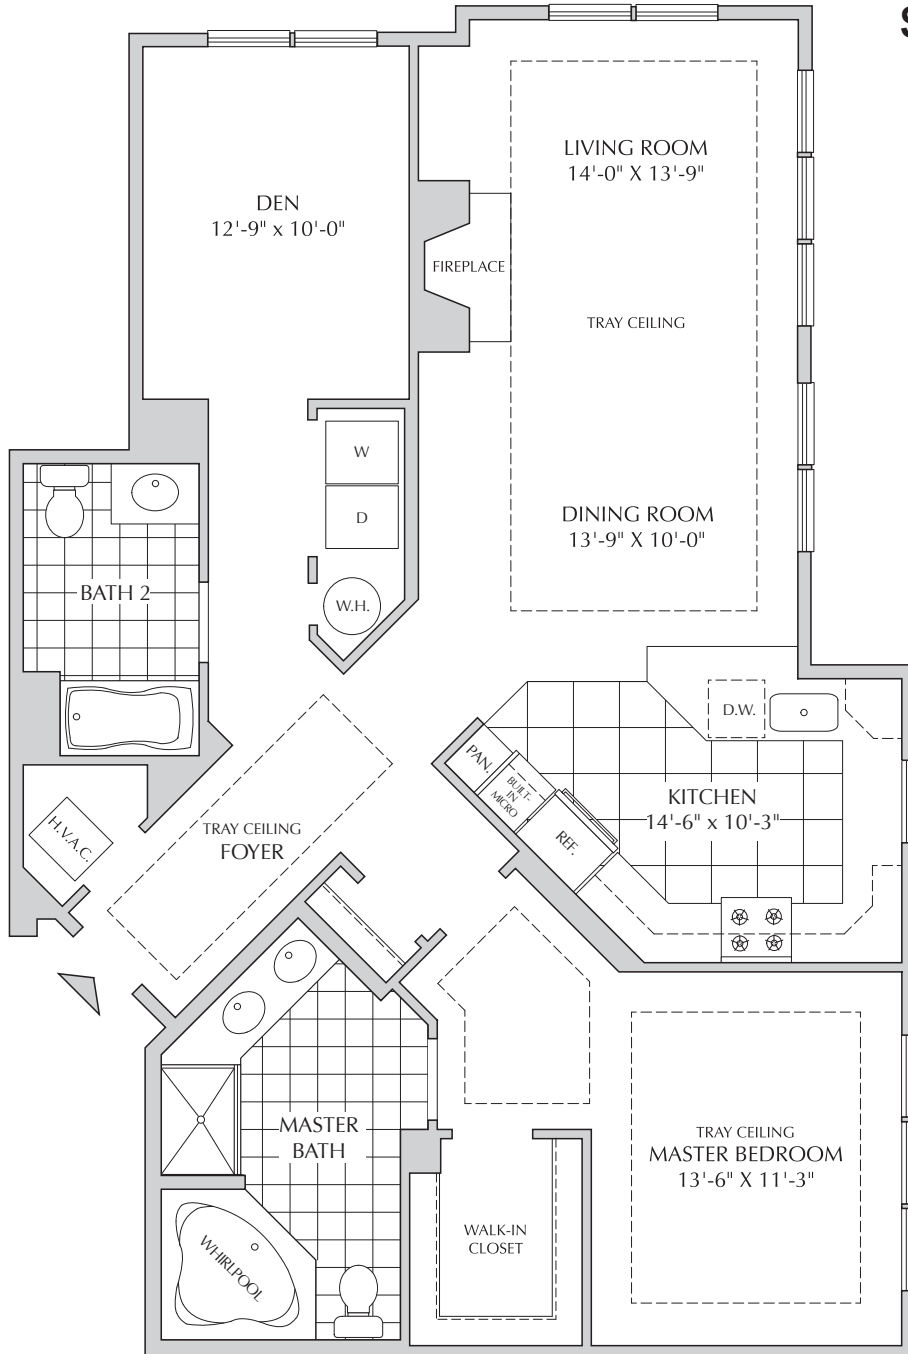 S
LIVING ROOM
14'-0" X 13'-9"
DEN
12'-9" x 10'-0"
FIREPLACE
TRAY CEILING
W
D
DINING ROOM
13'-9" X 10'-0"
BATH 2
W.H.
D.W.
PAN.
BUILT-
IN
MICRO
REF.
KITCHEN
14'-6" x 10'-3"
H.V.A.C.
TRAY CEILING
FOYER
MASTER
BATH
TRAY CEILING
MASTER BEDROOM
13'-6" X 11'-3"
WALK-IN
CLOSET
WHIRLPOOL